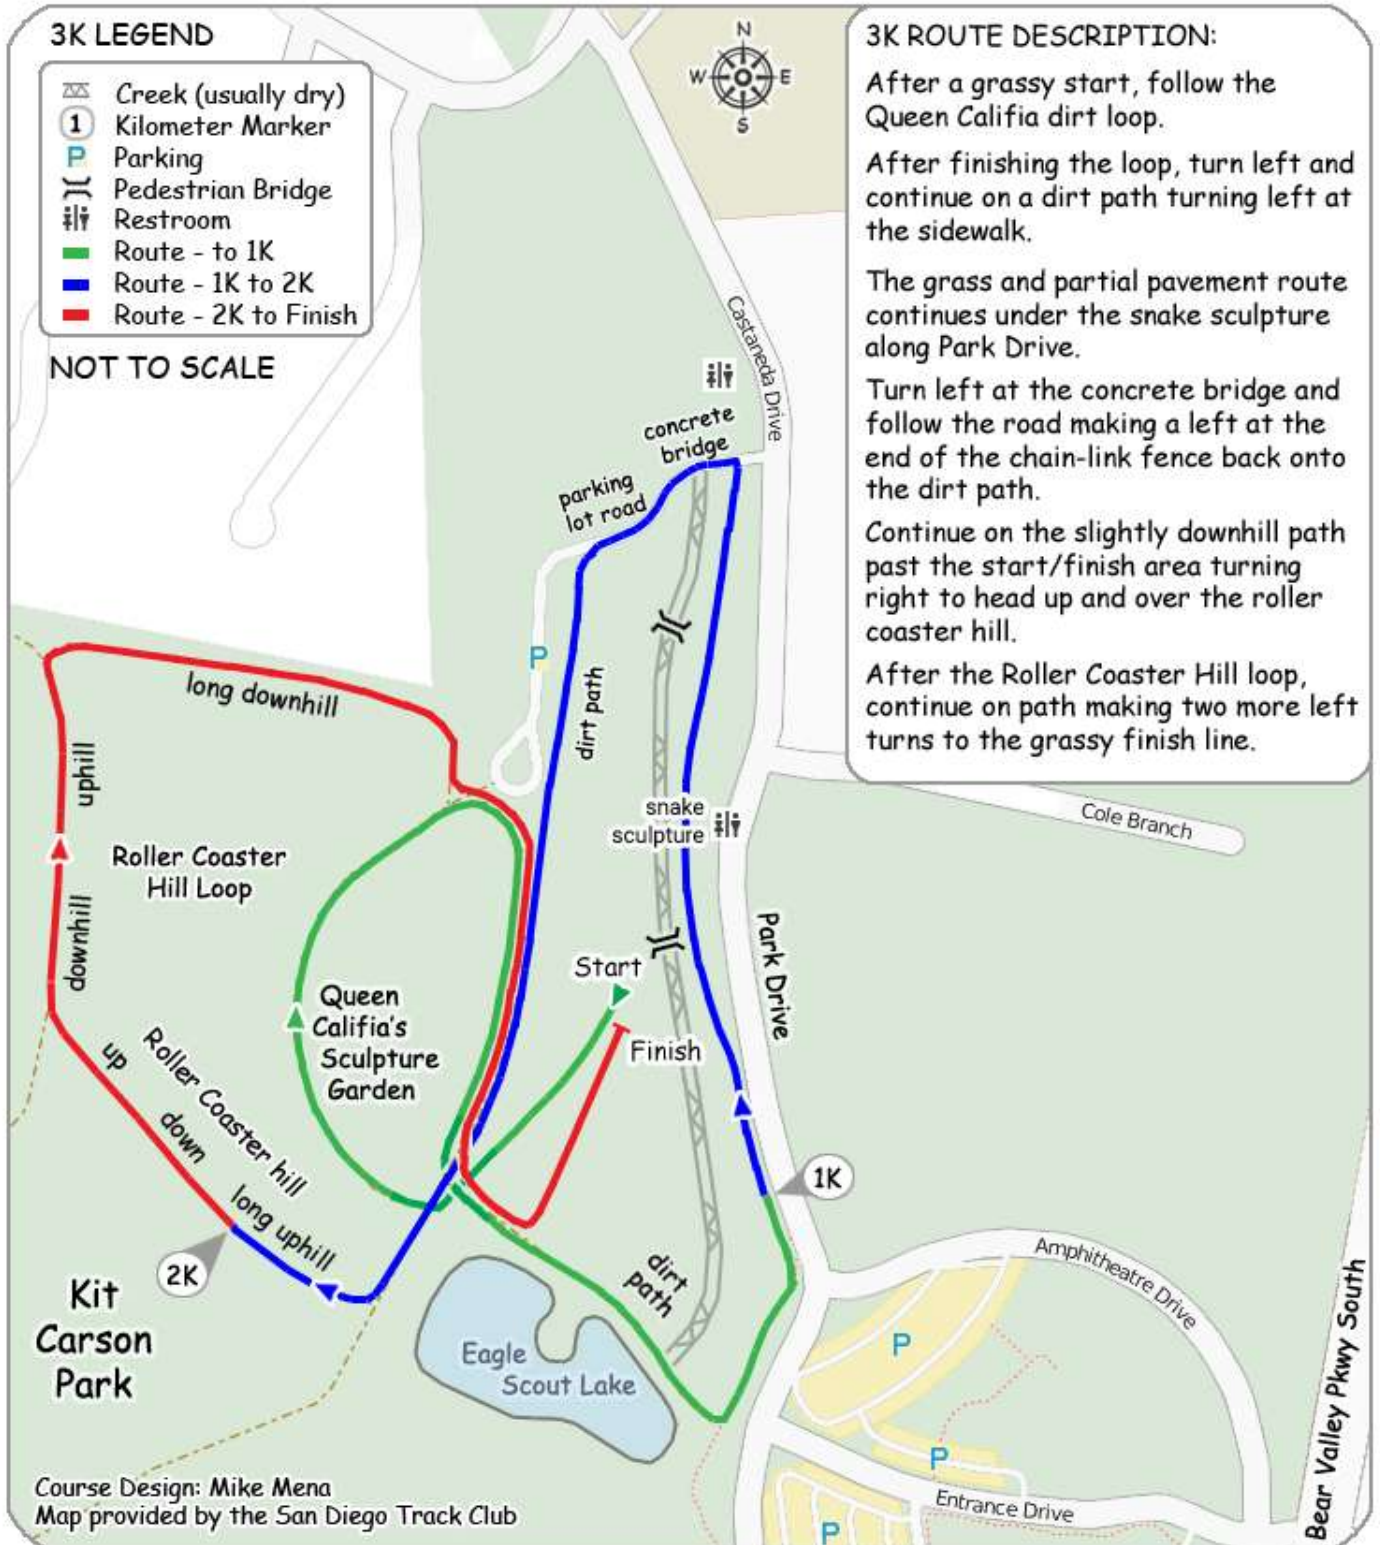 3K LEGEND
Creek (usually dry)
1
Kilometer Marker
P
Parking
Pedestrian Bridge
Restroom
Route - to 1K
Route - 1K to 2K
Route - 2K to Finish
NOT TO SCALE
N
W
E
S
3K ROUTE DESCRIPTION:
After a grassy start, follow the
Queen Califia dirt loop.
After finishing the loop, turn left and
continue on a dirt path turning left at
the sidewalk.
The grass and partial pavement route
continues under the snake sculpture
along Park Drive.
Turn left at the concrete bridge and
follow the road making a left at the
end of the chain-link fence back onto
the dirt path.
Continue on the slightly downhill path
past the start/finish area turning
right to head up and over the roller
coaster hill.
After the Roller Coaster Hill loop,
continue on path making two more left
turns to the grassy finish line.
Castaneda Drive
concrete
bridge
parking
lot road
P
dirt path
long downhill
uphill
snake
sculpture
Cole Branch
Roller Coaster
Hill Loop
downhill
Park Drive
Start
Queen
Califia's
Sculpture
Garden
Finish
up
Roller Coaster hill
down
long uphill
1K
2K
dirt
path
Amphitheatre Drive
Kit
Carson
Park
Eagle
Scout Lake
P
P
P
Entrance Drive
Bear Valley Pkwy South
Course Design: Mike Mena
Map provided by the San Diego Track Club